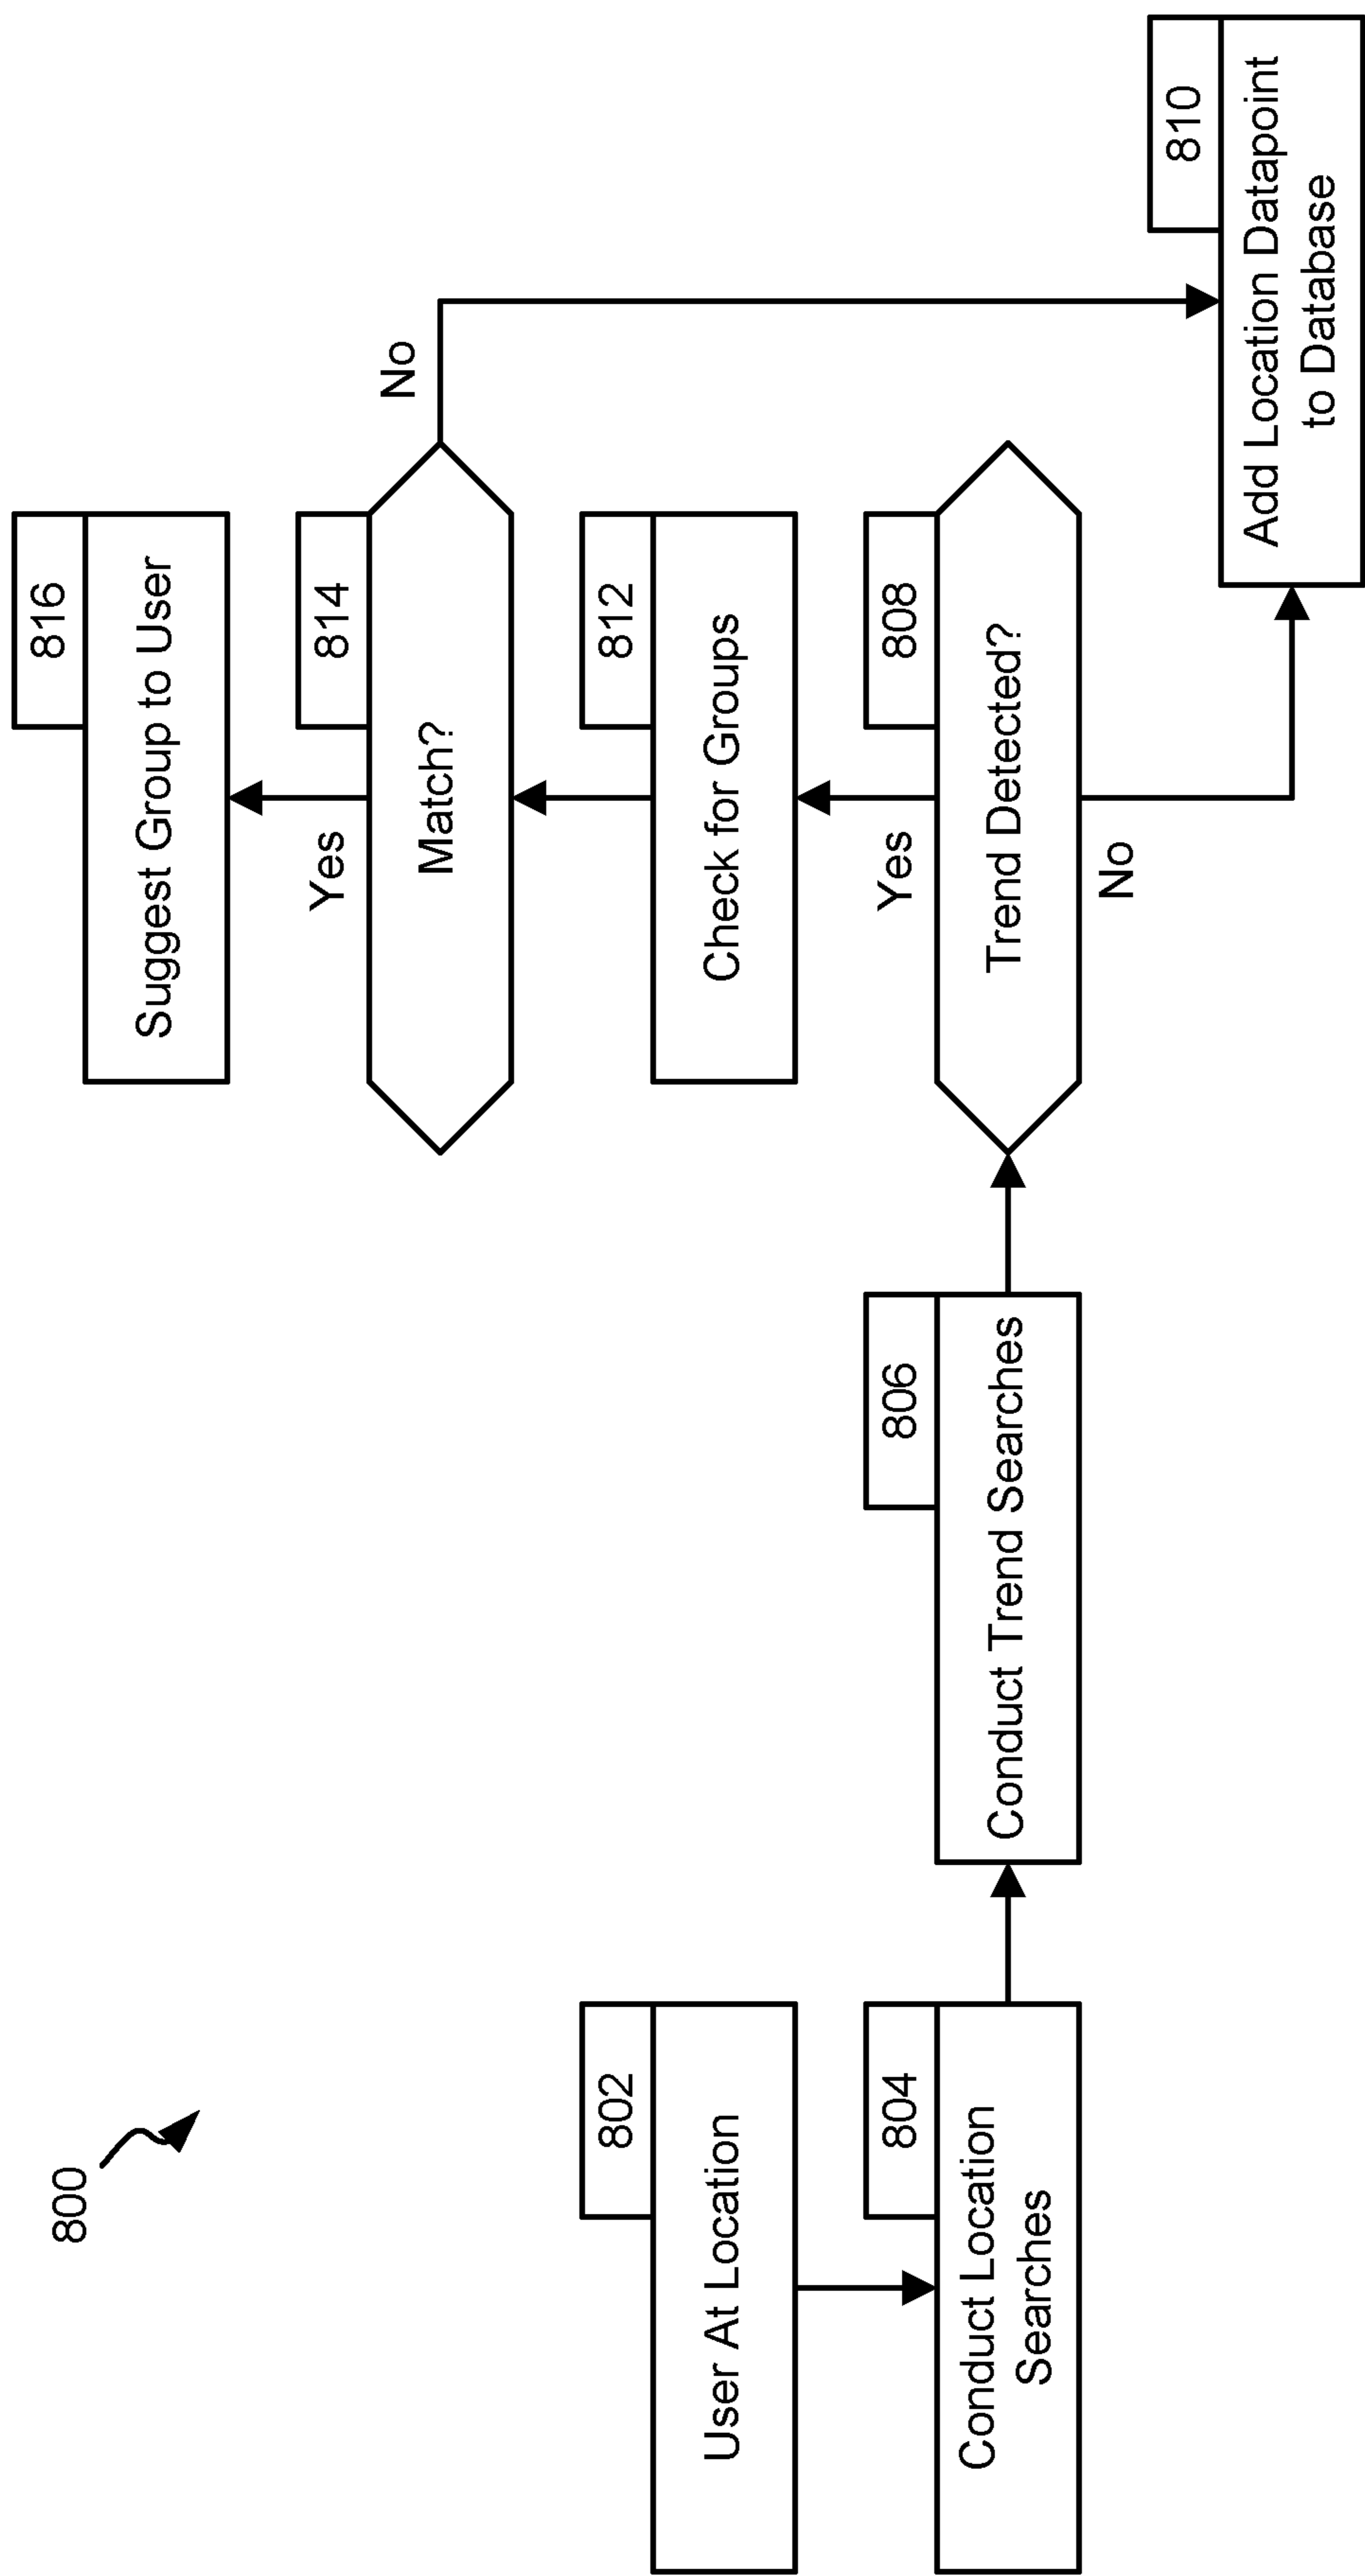 800
802
User At Location
804
Conduct Location
Searches
806
Conduct Trend Searches
808
Trend Detected?
Yes
No
812
Check for Groups
814
Match?
Yes
No
816
Suggest Group to User
810
Add Location Datapoint
to Database